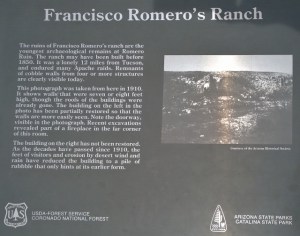 Francisco Romero's Ranch
The ruins of Francisco Romero's ranch are the
youngest archaeological remains at Romero
Ruin. The ranch may have been built before
1850. It was a lonely 12 miles from Tucson,
and endured many Apache raids. Remnants
of cobble walls from four or more structures
are clearly visible today.
This photograph was taken from here in 1910.
It shows walls that were seven or eight feet
high, though the roofs of the buildings were
already gone. The building on the left in the
photo has been partially restored so that the
walls are more easily seen. Note the doorway,
visible in the photograph. Recent excavations
revealed part of a fireplace in the far corner
of this room.
The building on the right has not been restored.
As the decades have passed since 1910, the
feet of visitors and erosion by desert wind and
rain have reduced the building to a pile of
rubble that only hints at its earlier form.
Courtesy of the Arizona Historical Society
USDA-FOREST SERVICE
CORONADO NATIONAL FOREST
ARIZONA STATE PARKS
CATALINA STATE PARK